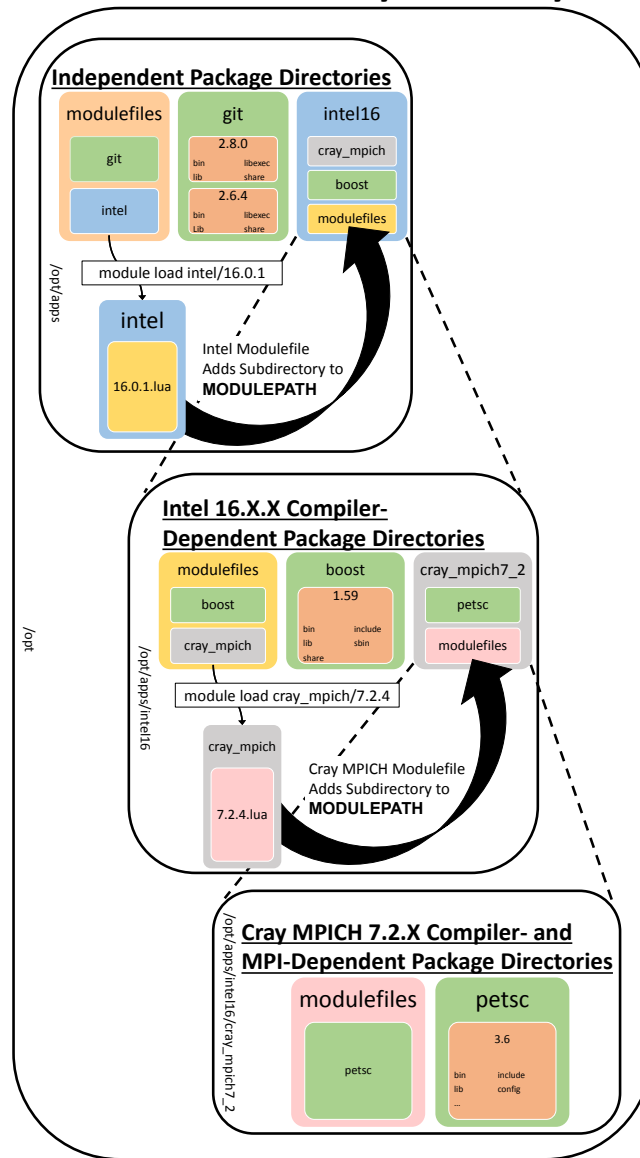 Independent Package Directories
modulefiles
git
intel
git
2.8.0
bin libexec
lib share
2.6.4
bin libexec
Lib share
intel16
cray_mpich
boost
modulefiles
/opt/apps
module load intel/16.0.1
intel
16.0.1.lua
Intel Modulefile
Adds Subdirectory to
MODULEPATH
/opt
Intel 16.X.X Compiler-
Dependent Package Directories
modulefiles
boost
cray_mpich
boost
1.59
bin include
lib sbin
share
cray_mpich7_2
petsc
modulefiles
/opt/apps/intel16
module load cray_mpich/7.2.4
cray_mpich
7.2.4.lua
Cray MPICH Modulefile
Adds Subdirectory to
MODULEPATH
/opt/apps/intel16/cray_mpich7_2
Cray MPICH 7.2.X Compiler- and
MPI-Dependent Package Directories
modulefiles
petsc
petsc
3.6
bin include
lib config
...